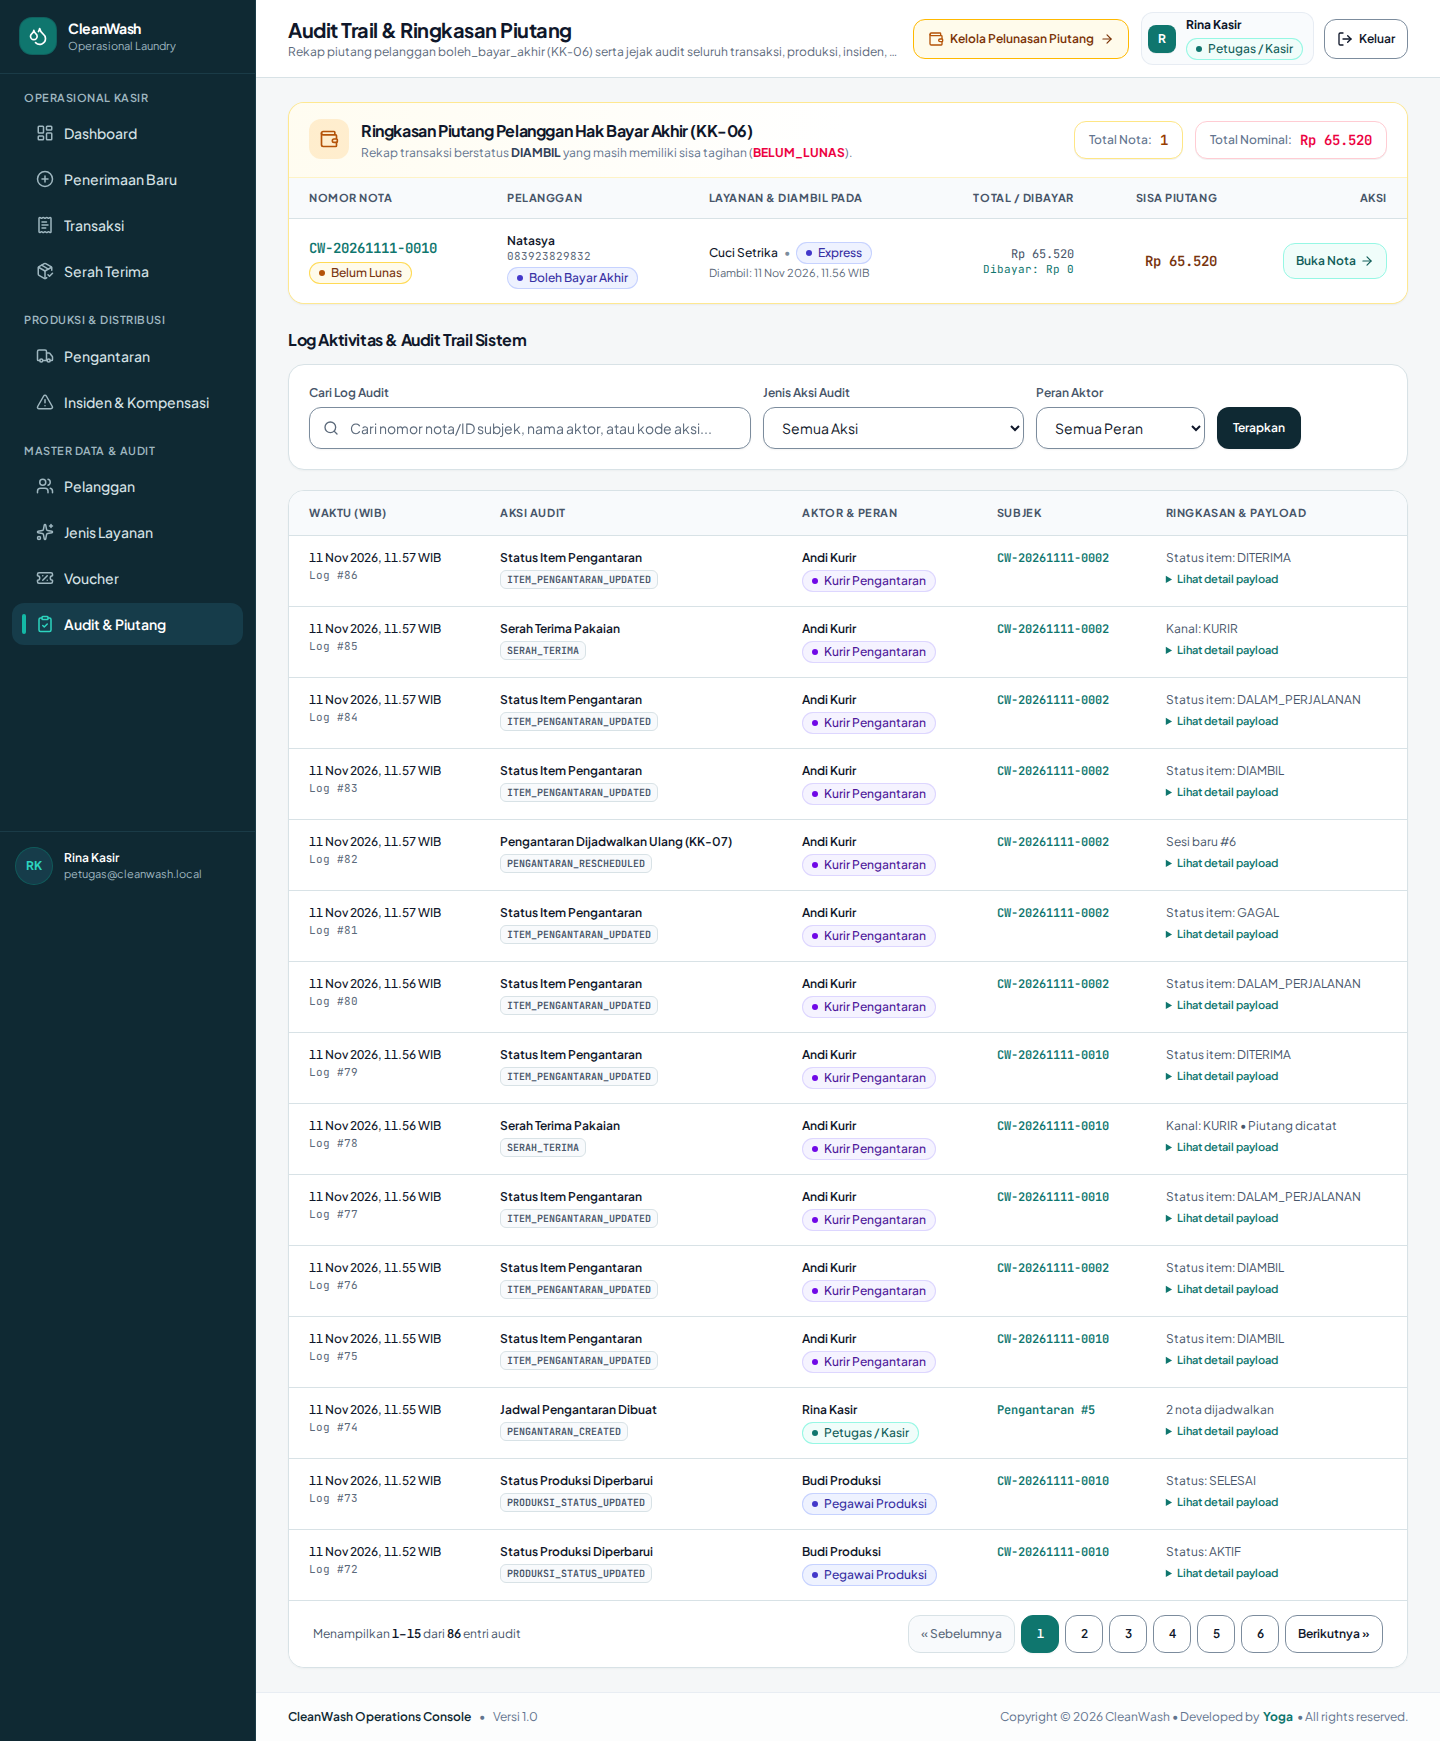 CleanWash
Operasional Laundry
OPERASIONAL KASIR
Dashboard
Penerimaan Baru
Transaksi
Serah Terima
PRODUKSI & DISTRIBUSI
Pengantaran
Insiden & Kompensasi
MASTER DATA & AUDIT
Pelanggan
Jenis Layanan
Voucher
Audit & Piutang
RK
Rina Kasir
petugas@cleanwash.local
Audit Trail & Ringkasan Piutang
Rekap piutang pelanggan boleh_bayar_akhir (KK-06) serta jejak audit seluruh transaksi, produksi, insiden, ...
Kelola Pelunasan Piutang →
R
Rina Kasir
Petugas / Kasir
Keluar
Ringkasan Piutang Pelanggan Hak Bayar Akhir (KK-06)
Rekap transaksi berstatus DIAMBIL yang masih memiliki sisa tagihan (BELUM_LUNAS).
Total Nota: 1
Total Nominal: Rp 65.520
NOMOR NOTA PELANGGAN LAYANAN & DIAMBIL PADA TOTAL / DIBAYAR SISA PIUTANG AKSI
CW-20261111-0010
Belum Lunas
Natasya
083923829832
Boleh Bayar Akhir
Cuci Setrika • Express
Diambil: 11 Nov 2026, 11.56 WIB
Rp 65.520
Dibayar: Rp 0
Rp 65.520
Buka Nota →
Log Aktivitas & Audit Trail Sistem
Cari Log Audit
Cari nomor nota/ID subjek, nama aktor, atau kode aksi...
Jenis Aksi Audit
Semua Aksi
Peran Aktor
Semua Peran
Terapkan
WAKTU (WIB) AKSI AUDIT AKTOR & PERAN SUBJEK RINGKASAN & PAYLOAD
11 Nov 2026, 11.57 WIB Status Item Pengantaran Andi Kurir CW-20261111-0002 Status item: DITERIMA
Log #86 ITEM_PENGANTARAN_UPDATED Kurir Pengantaran Lihat detail payload
11 Nov 2026, 11.57 WIB Serah Terima Pakaian Andi Kurir CW-20261111-0002 Kanal: KURIR
Log #85 SERAH_TERIMA Kurir Pengantaran Lihat detail payload
11 Nov 2026, 11.57 WIB Status Item Pengantaran Andi Kurir CW-20261111-0002 Status item: DALAM_PERJALANAN
Log #84 ITEM_PENGANTARAN_UPDATED Kurir Pengantaran Lihat detail payload
11 Nov 2026, 11.57 WIB Status Item Pengantaran Andi Kurir CW-20261111-0002 Status item: DIAMBIL
Log #83 ITEM_PENGANTARAN_UPDATED Kurir Pengantaran Lihat detail payload
11 Nov 2026, 11.57 WIB Pengantaran Dijadwalkan Ulang (KK-07) Andi Kurir CW-20261111-0002 Sesi baru #6
Log #82 PENGANTARAN_RESCHEDULED Kurir Pengantaran Lihat detail payload
11 Nov 2026, 11.57 WIB Status Item Pengantaran Andi Kurir CW-20261111-0002 Status item: GAGAL
Log #81 ITEM_PENGANTARAN_UPDATED Kurir Pengantaran Lihat detail payload
11 Nov 2026, 11.56 WIB Status Item Pengantaran Andi Kurir CW-20261111-0002 Status item: DALAM_PERJALANAN
Log #80 ITEM_PENGANTARAN_UPDATED Kurir Pengantaran Lihat detail payload
11 Nov 2026, 11.56 WIB Status Item Pengantaran Andi Kurir CW-20261111-0010 Status item: DITERIMA
Log #79 ITEM_PENGANTARAN_UPDATED Kurir Pengantaran Lihat detail payload
11 Nov 2026, 11.56 WIB Serah Terima Pakaian Andi Kurir CW-20261111-0010 Kanal: KURIR • Piutang dicatat
Log #78 SERAH_TERIMA Kurir Pengantaran Lihat detail payload
11 Nov 2026, 11.56 WIB Status Item Pengantaran Andi Kurir CW-20261111-0010 Status item: DALAM_PERJALANAN
Log #77 ITEM_PENGANTARAN_UPDATED Kurir Pengantaran Lihat detail payload
11 Nov 2026, 11.55 WIB Status Item Pengantaran Andi Kurir CW-20261111-0002 Status item: DIAMBIL
Log #76 ITEM_PENGANTARAN_UPDATED Kurir Pengantaran Lihat detail payload
11 Nov 2026, 11.55 WIB Status Item Pengantaran Andi Kurir CW-20261111-0010 Status item: DIAMBIL
Log #75 ITEM_PENGANTARAN_UPDATED Kurir Pengantaran Lihat detail payload
11 Nov 2026, 11.55 WIB Jadwal Pengantaran Dibuat Rina Kasir Pengantaran #5 2 nota dijadwalkan
Log #74 PENGANTARAN_CREATED Petugas / Kasir Lihat detail payload
11 Nov 2026, 11.52 WIB Status Produksi Diperbarui Budi Produksi CW-20261111-0010 Status: SELESAI
Log #73 PRODUKSI_STATUS_UPDATED Pegawai Produksi Lihat detail payload
11 Nov 2026, 11.52 WIB Status Produksi Diperbarui Budi Produksi CW-20261111-0010 Status: AKTIF
Log #72 PRODUKSI_STATUS_UPDATED Pegawai Produksi Lihat detail payload
Menampilkan 1–15 dari 86 entri audit
« Sebelumnya 1 2 3 4 5 6 Berikutnya »
CleanWash Operations Console • Versi 1.0
Copyright © 2026 CleanWash • Developed by Yoga • All rights reserved.